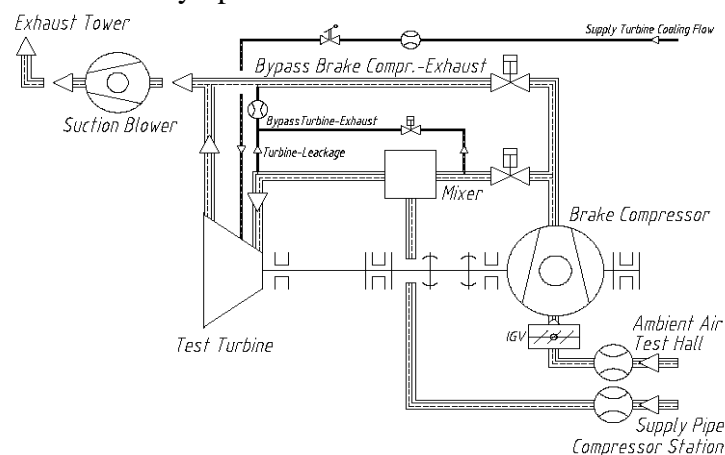 Exhaust Tower
Supply Turbine Cooling Flow
Bypass Brake Compr.-Exhaust
Suction Blower
Bypass Turbine-Exhaust
Turbine-Leackage
Mixer
Brake Compressor
Test Turbine
IGV
Ambient Air
Test Hall
Supply Pipe
Compressor Station